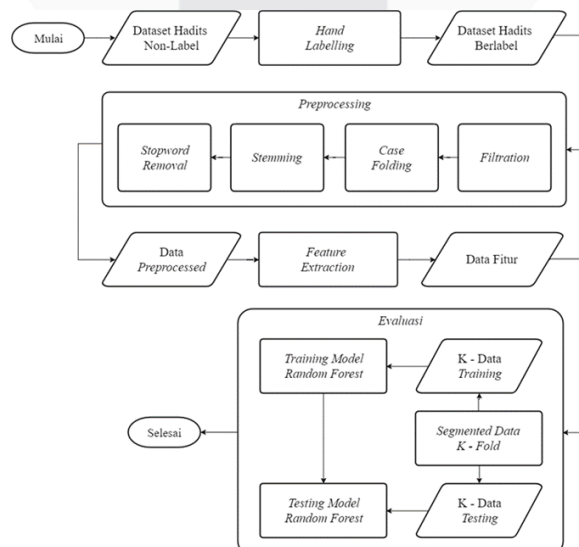 Mulai
Dataset Hadits
Non-Label
Hand
Labelling
Dataset Hadits
Berlabel
Preprocessing
Stopword
Removal
Stemming
Case
Folding
Filtration
Data
Preprocessed
Feature
Extraction
Data Fitur
Evaluasi
Training Model
Random Forest
K - Data
Training
Selesai
Segmented Data
K - Fold
Testing Model
Random Forest
K - Data
Testing